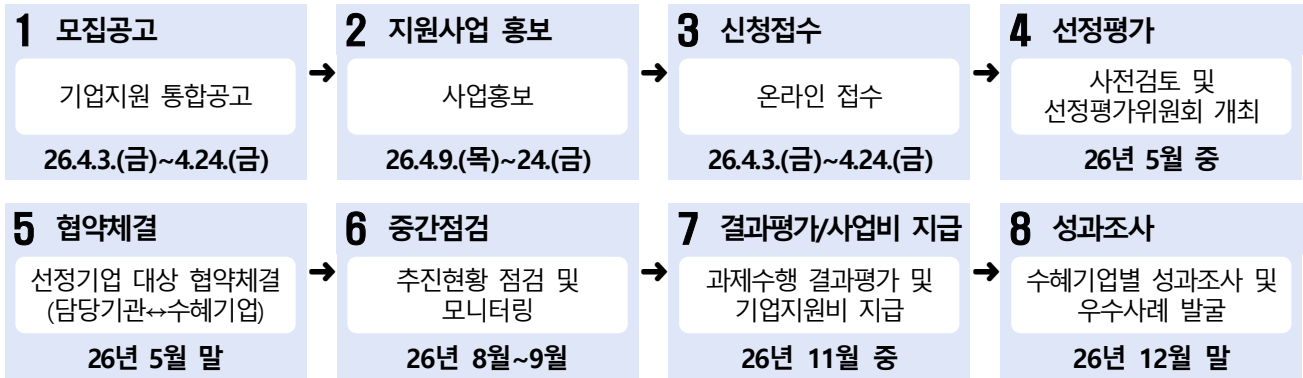 1 모집공고
기업지원 통합공고
26.4.3.(금)~4.24.(금)
➜
2 지원사업 홍보
사업홍보
26.4.9.(목)~24.(금)
➜
3 신청접수
온라인 접수
26.4.3.(금)~4.24.(금)
➜
4 선정평가
사전검토 및
선정평가위원회 개최
26년 5월 중
5 협약체결
선정기업 대상 협약체결
(담당기관↔수혜기업)
26년 5월 말
➜
6 중간점검
추진현황 점검 및
모니터링
26년 8월~9월
➜
7 결과평가/사업비 지급
과제수행 결과평가 및
기업지원비 지급
26년 11월 중
➜
8 성과조사
수혜기업별 성과조사 및
우수사례 발굴
26년 12월 말